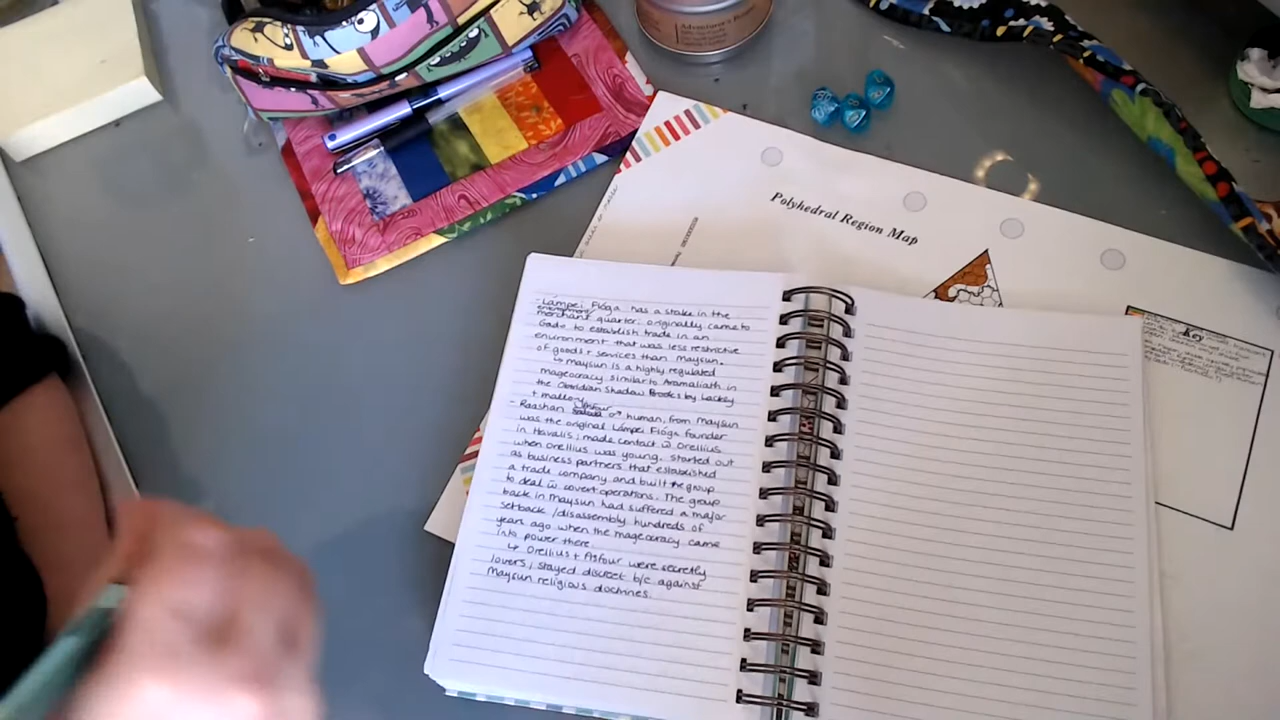 Adventurer's
Polyhedral Region Map
Key
- Lámpei Flóga has a stake in the
merchant quarter; originally came to
to establish trade in an
environment that was less restrictive
of goods + services than Maysun.
↳ Maysun is a highly regulated
mageocracy similar to in
the Obsidian Shadow Books by Lackey
+ Mallory
- Raashan Asfour ♂ human, from Maysun
was the original Lámpei Flóga founder
in Havalis; made contact w Orellius
when Orellius was young. Started out
as business partners that established
a trade company and built the group
to deal w covert operations. The group
back in Maysun had suffered a major
setback / disassembly hundreds of
years ago when the mageocracy came
into power there.
↳ Orellius + Asfour were secretly
lovers; stayed discreet b/c against
Maysun religious doctrines.